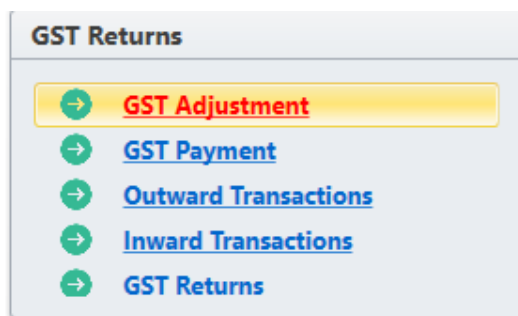 GST Returns
GST Adjustment
GST Payment
Outward Transactions
Inward Transactions
GST Returns